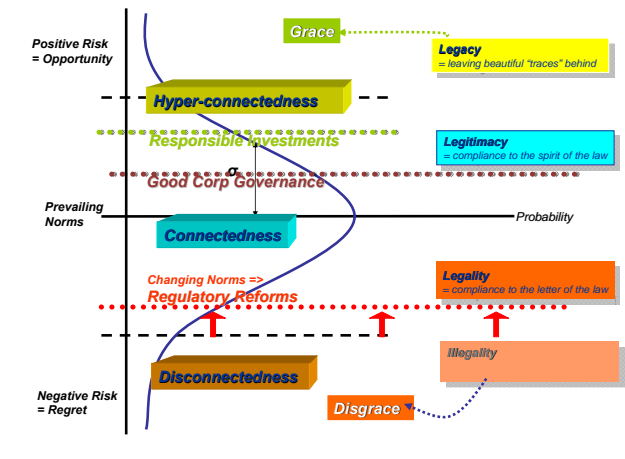 Grace
Positive Risk
= Opportunity
Legacy
= leaving beautiful “traces” behind
Hyper-connectedness
Responsible Investments
Legitimacy
= compliance to the spirit of the law
σ
Good Corp Governance
Prevailing
Norms
Probability
Connectedness
Changing Norms =>
Regulatory Reforms
Legality
= compliance to the letter of the law
Illegality
Disconnectedness
Negative Risk
= Regret
Disgrace